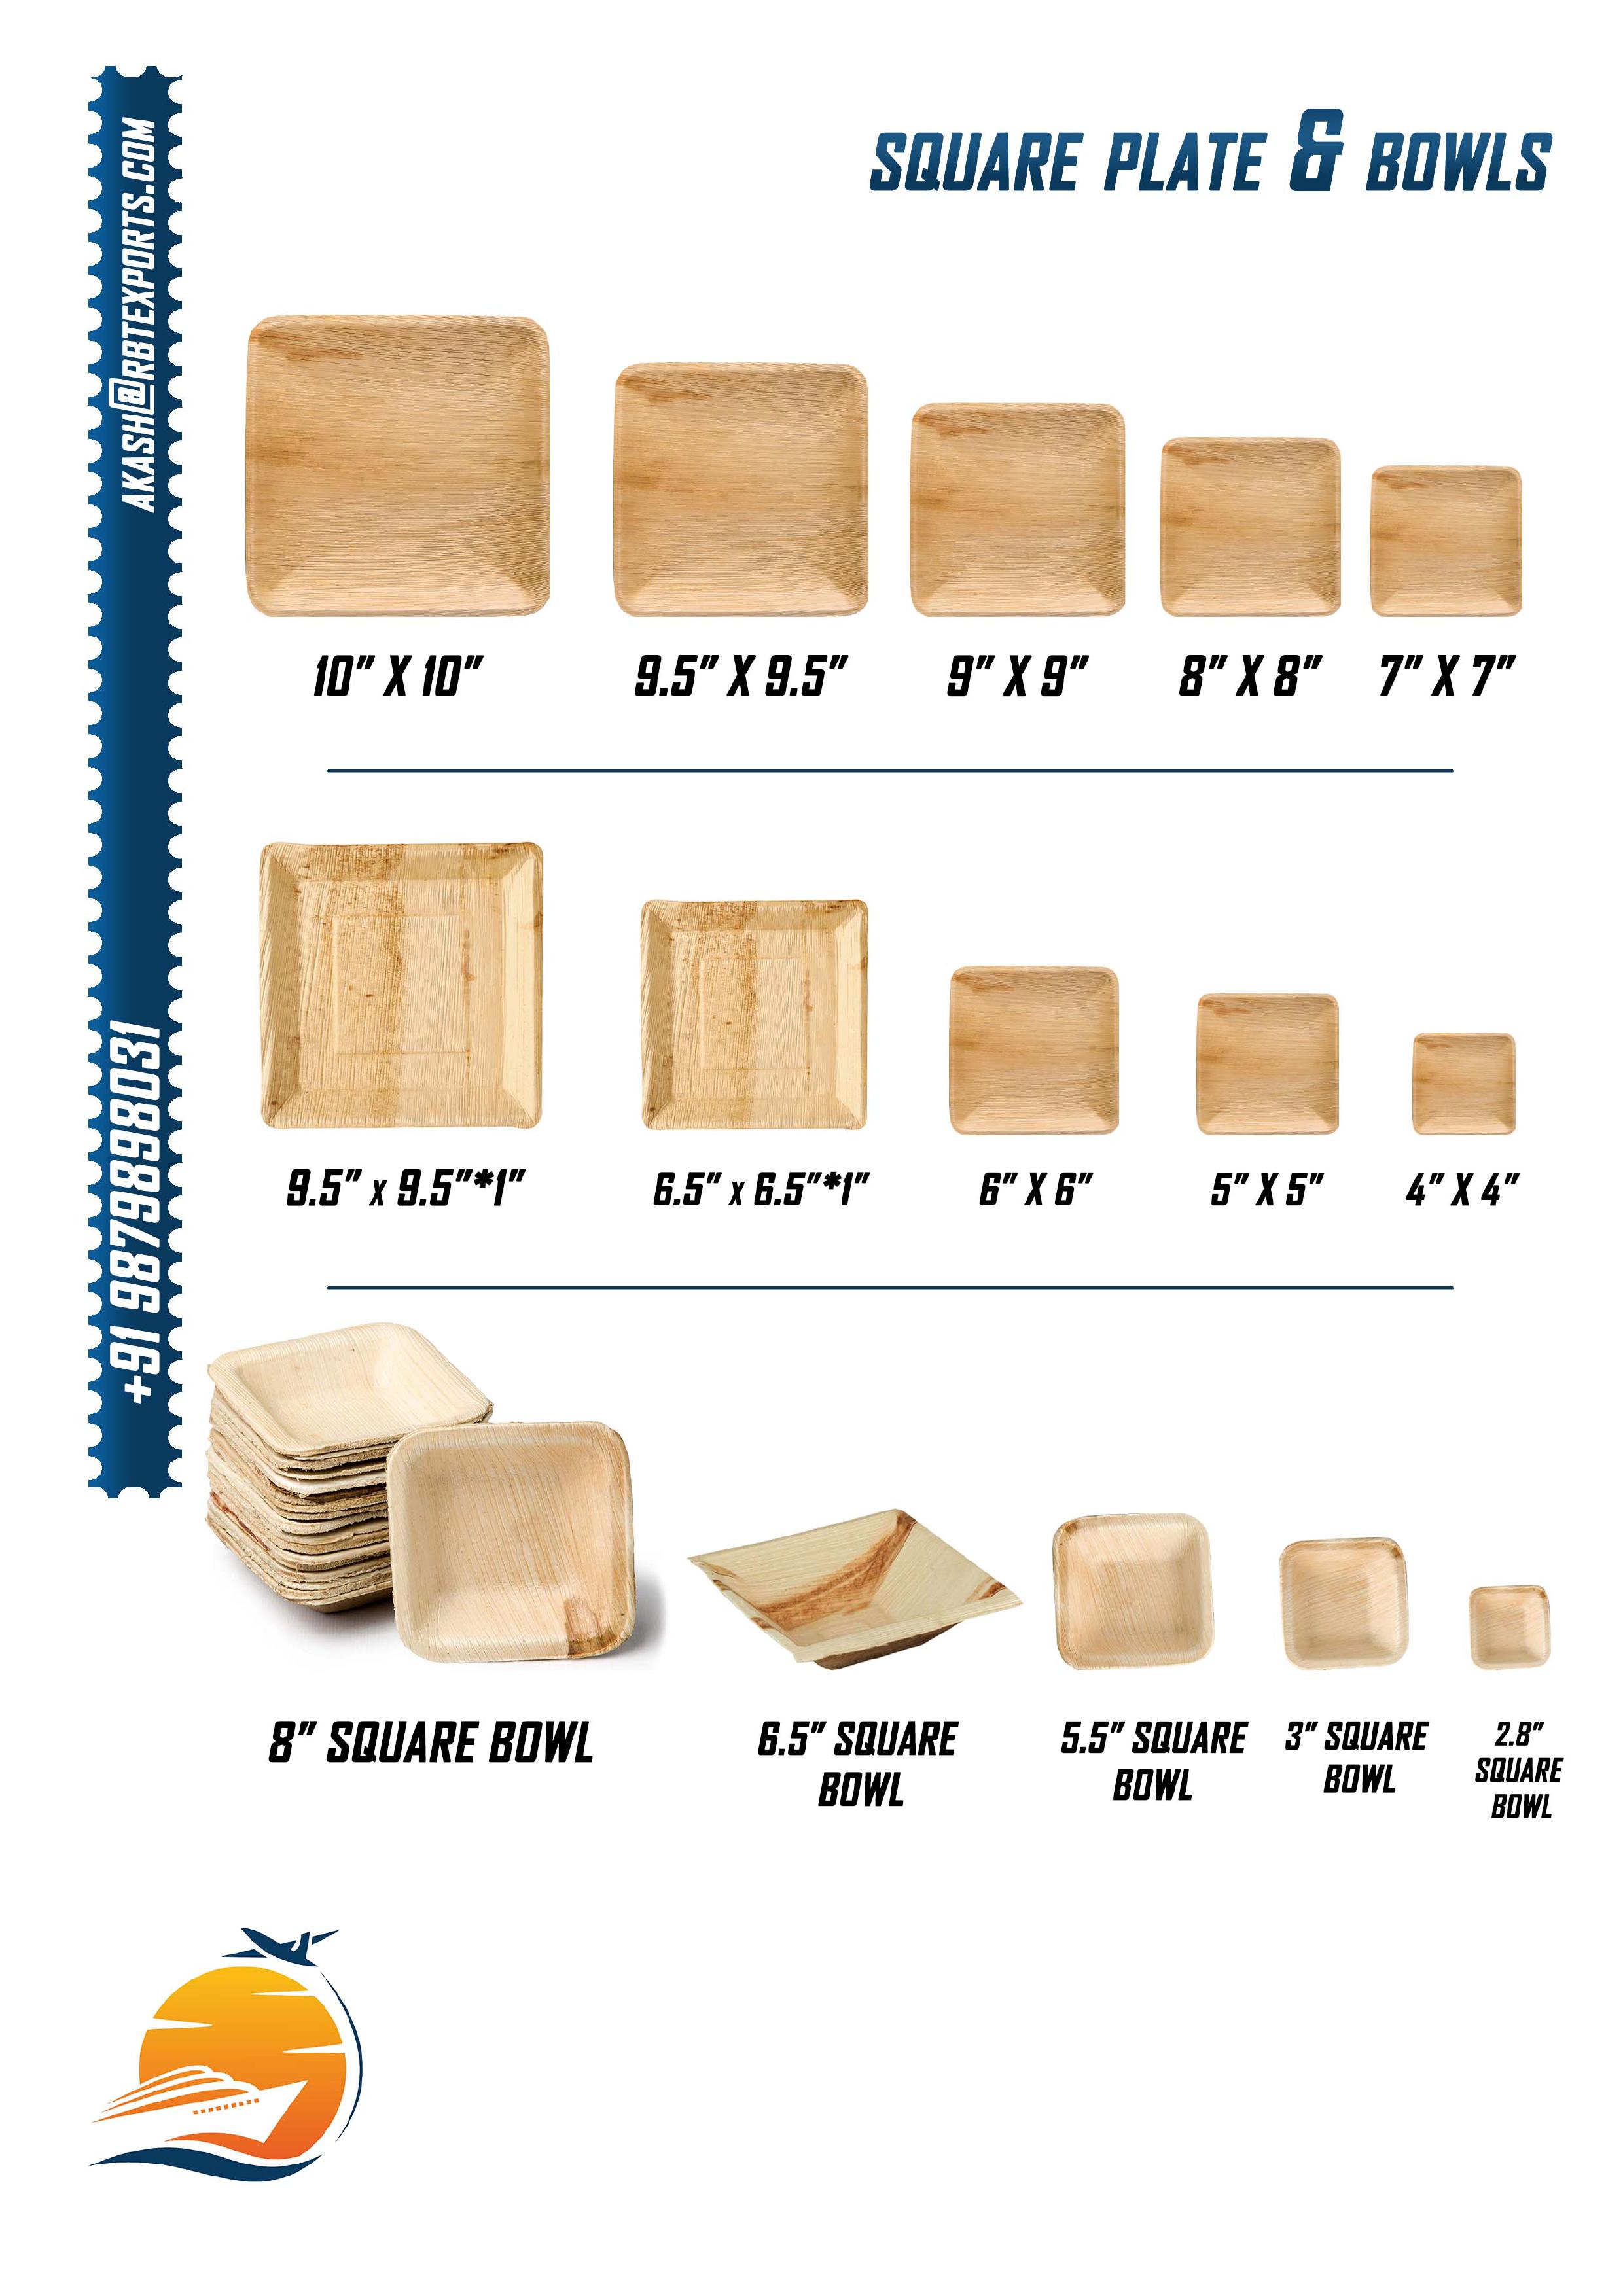 SQUARE PLATE & BOWLS
AKASH@RBTEXPORTS.COM
+91 9879898031
10" X 10"
9.5" X 9.5"
9" X 9"
8" X 8"
7" X 7"
9.5" x 9.5"*1"
6.5" x 6.5"*1"
6" X 6"
5" X 5"
4" X 4"
8" SQUARE BOWL
6.5" SQUARE
BOWL
5.5" SQUARE
BOWL
3" SQUARE
BOWL
2.8"
SQUARE
BOWL